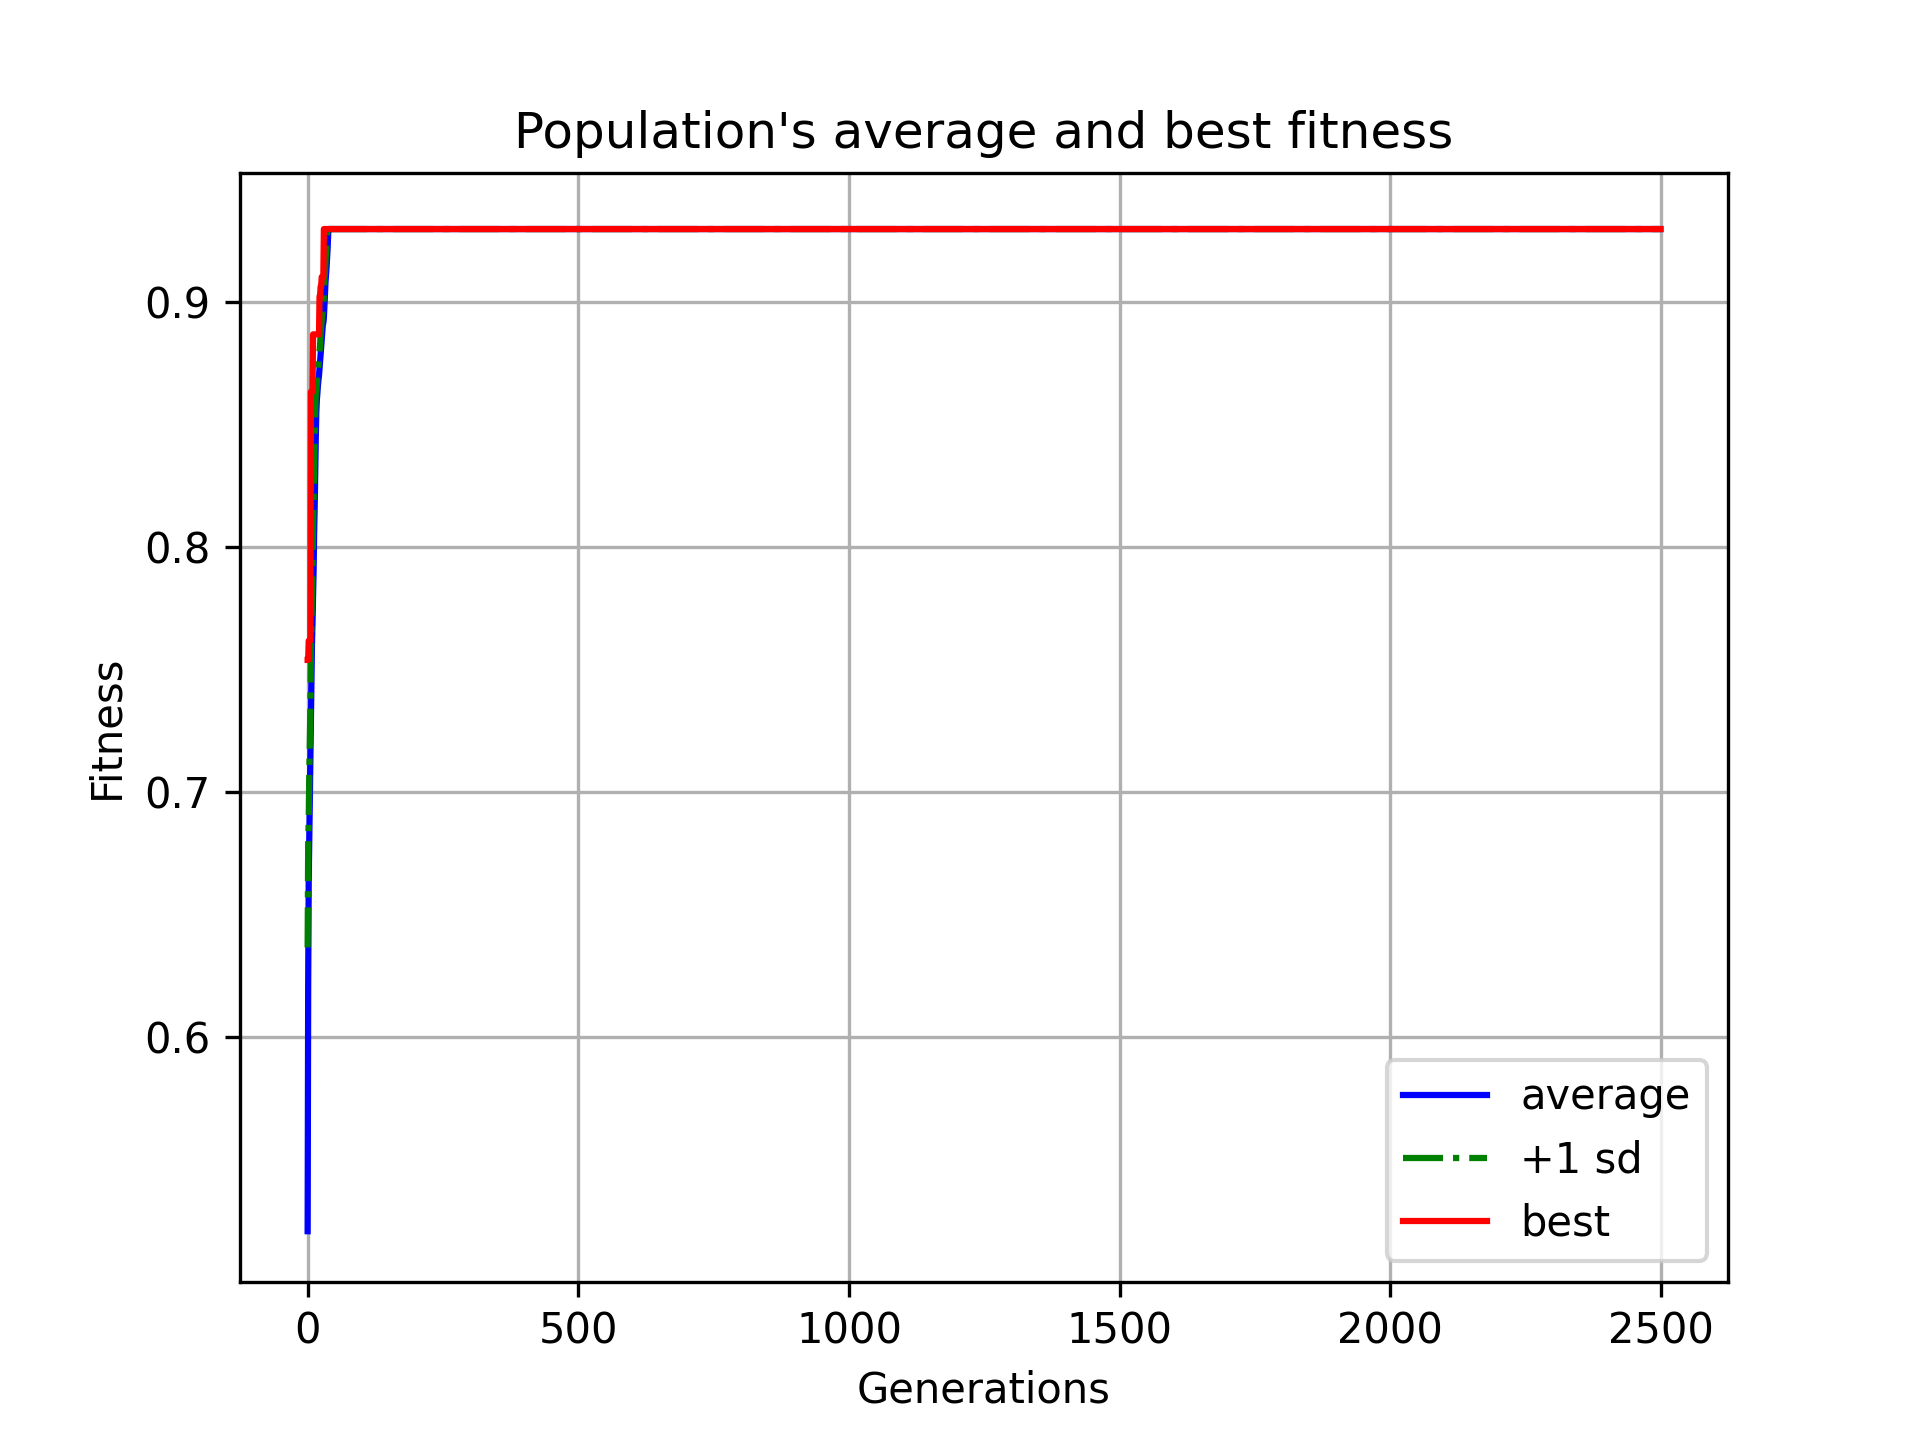 Population's average and best fitness
Fitness
0.9
0.8
0.7
0.6
0 500 1000 1500 2000 2500
Generations
average
+1 sd
best